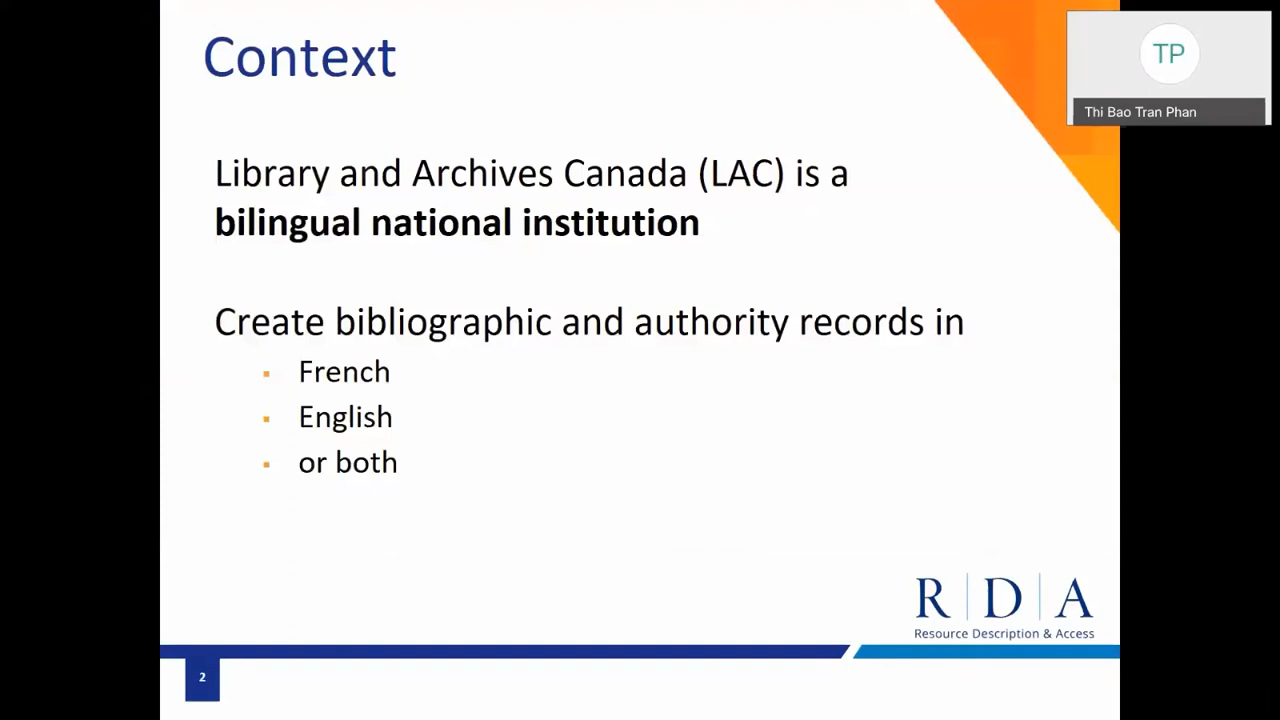 Context
TP
Thi Bao Tran Phan
Library and Archives Canada (LAC) is a
bilingual national institution
Create bibliographic and authority records in
▪ French
▪ English
▪ or both
R|D|A
Resource Description & Access
2